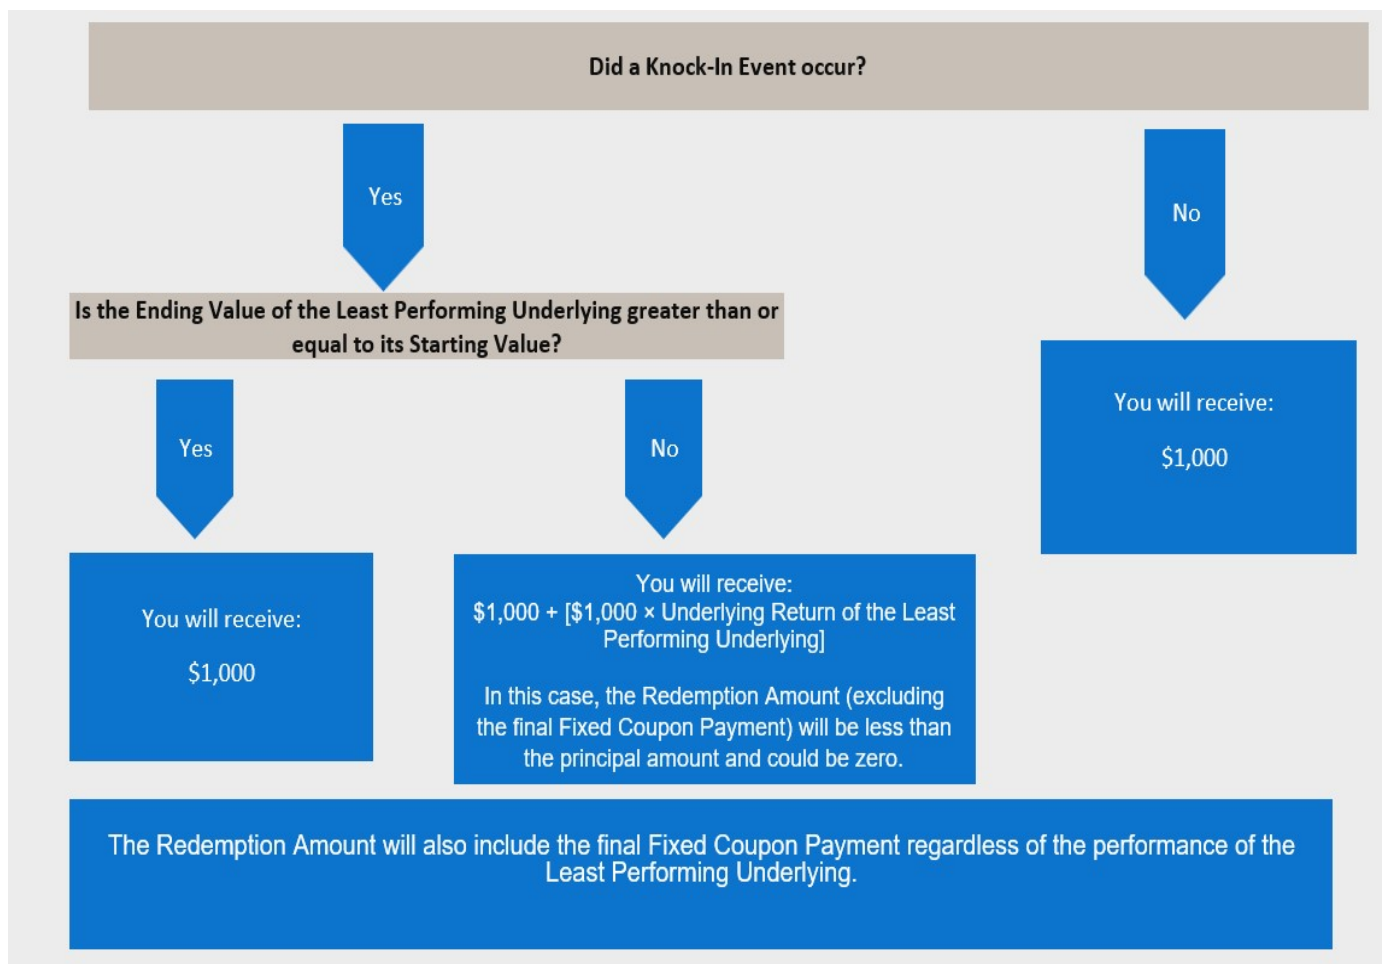 Did a Knock-In Event occur?
Yes
No
Is the Ending Value of the Least Performing Underlying greater than or
equal to its Starting Value?
Yes
No
You will receive:
$1,000
You will receive:
$1,000
You will receive:
$1,000 + [$1,000 × Underlying Return of the Least
Performing Underlying]
In this case, the Redemption Amount (excluding
the final Fixed Coupon Payment) will be less than
the principal amount and could be zero.
The Redemption Amount will also include the final Fixed Coupon Payment regardless of the performance of the
Least Performing Underlying.